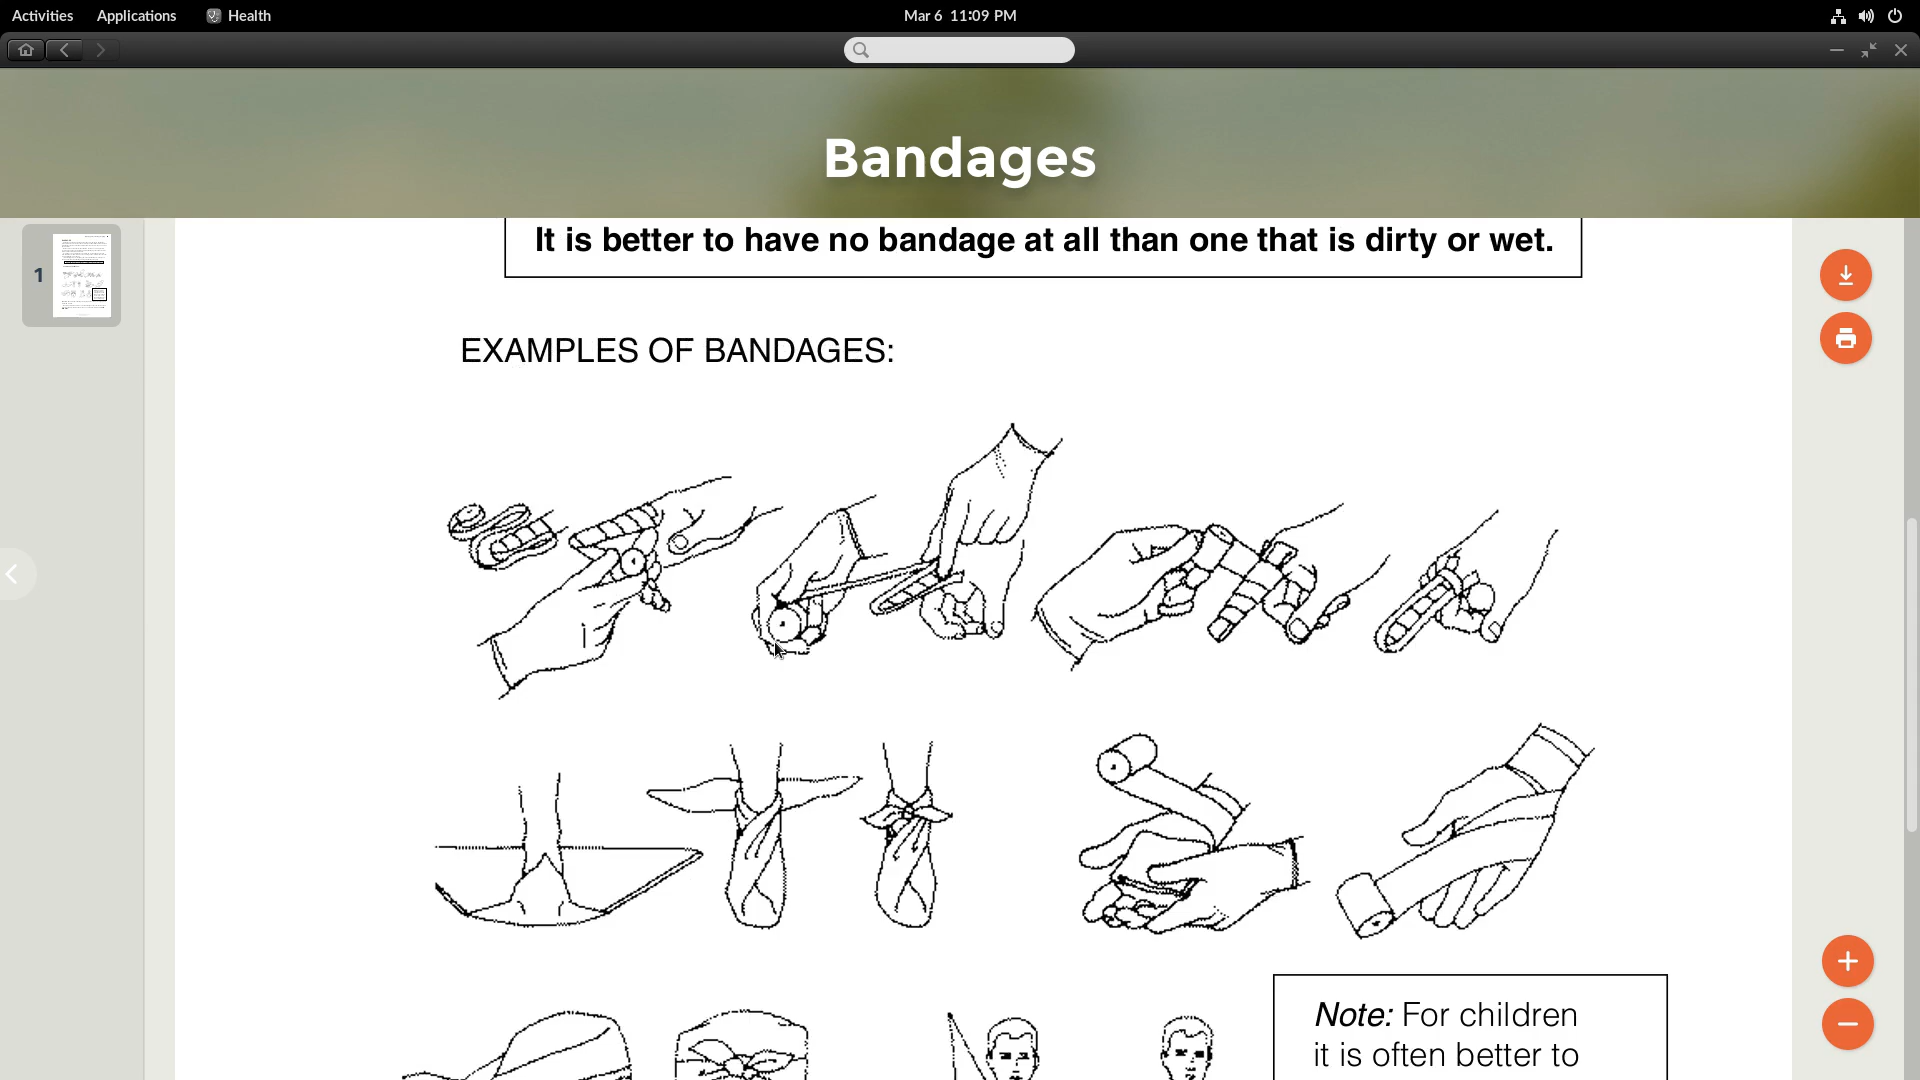 Activities Applications Health Mar 6 11:09 PM
Bandages
1
It is better to have no bandage at all than one that is dirty or wet.
EXAMPLES OF BANDAGES:
Note: For children
it is often better to